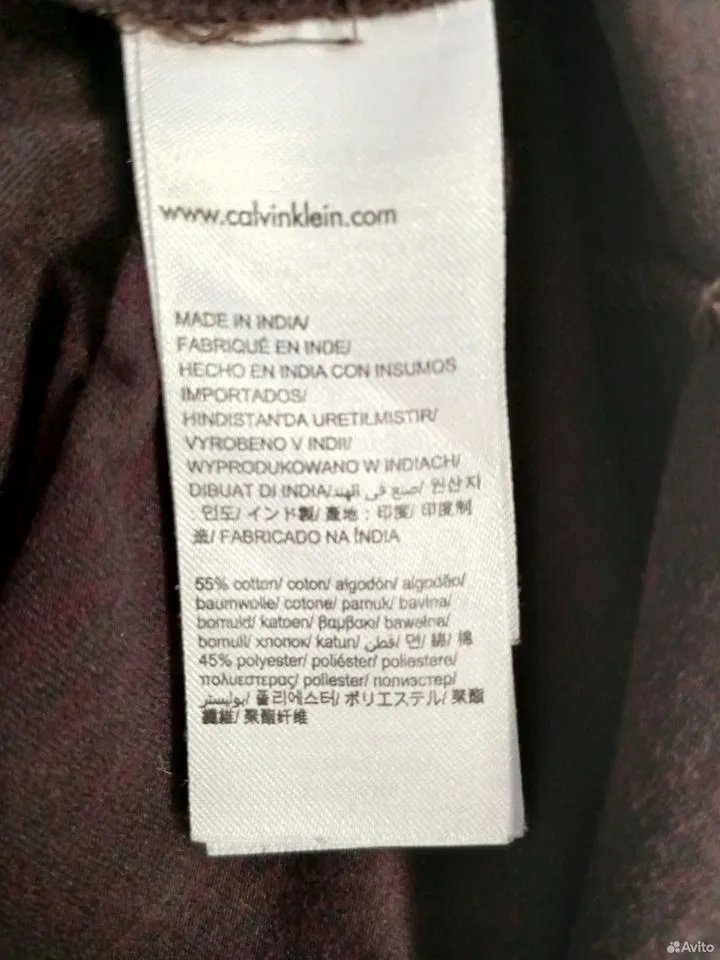 www.calvinklein.com
MADE IN INDIA/
FABRIQUÉ EN INDE/
HECHO EN INDIA CON INSUMOS
IMPORTADOS/
HINDISTAN'DA URETILMISTIR/
VYROBENO V INDII/
WYPRODUKOWANO W INDIACH/
DIBUAT DI INDIA/صنع في الهند/ 원산지
인도/ インド製/ 產地：印度/ 印度制
造/ FABRICADO NA ÍNDIA
55% cotton/ coton/ algodón/ algodão/
baumwolle/ cotone/ pamuk/ bavlna/
bomuld/ katoen/ βαμβακι/ bawełna/
bomull/ хлопок/ katun/ قطن/ 면/ 綿/ 棉
45% polyester/ poliéster/ poliestere/
πολυεστερας/ poliester/ полиэстер/
بوليستر/ 폴리에스터/ ポリエステル/ 聚酯
纖維/ 聚酯纤维
Avito